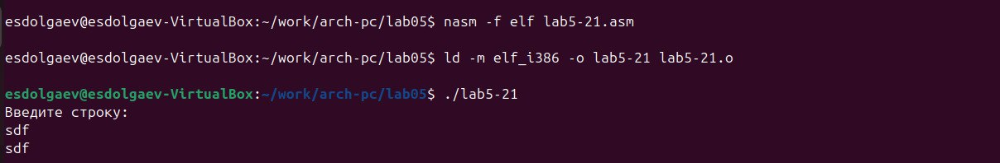 esdolgaev@esdolgaev-VirtualBox:~/work/arch-pc/lab05$ nasm -f elf lab5-21.asm
esdolgaev@esdolgaev-VirtualBox:~/work/arch-pc/lab05$ ld -m elf_i386 -o lab5-21 lab5-21.o
esdolgaev@esdolgaev-VirtualBox:~/work/arch-pc/lab05$ ./lab5-21
Введите строку:
sdf
sdf